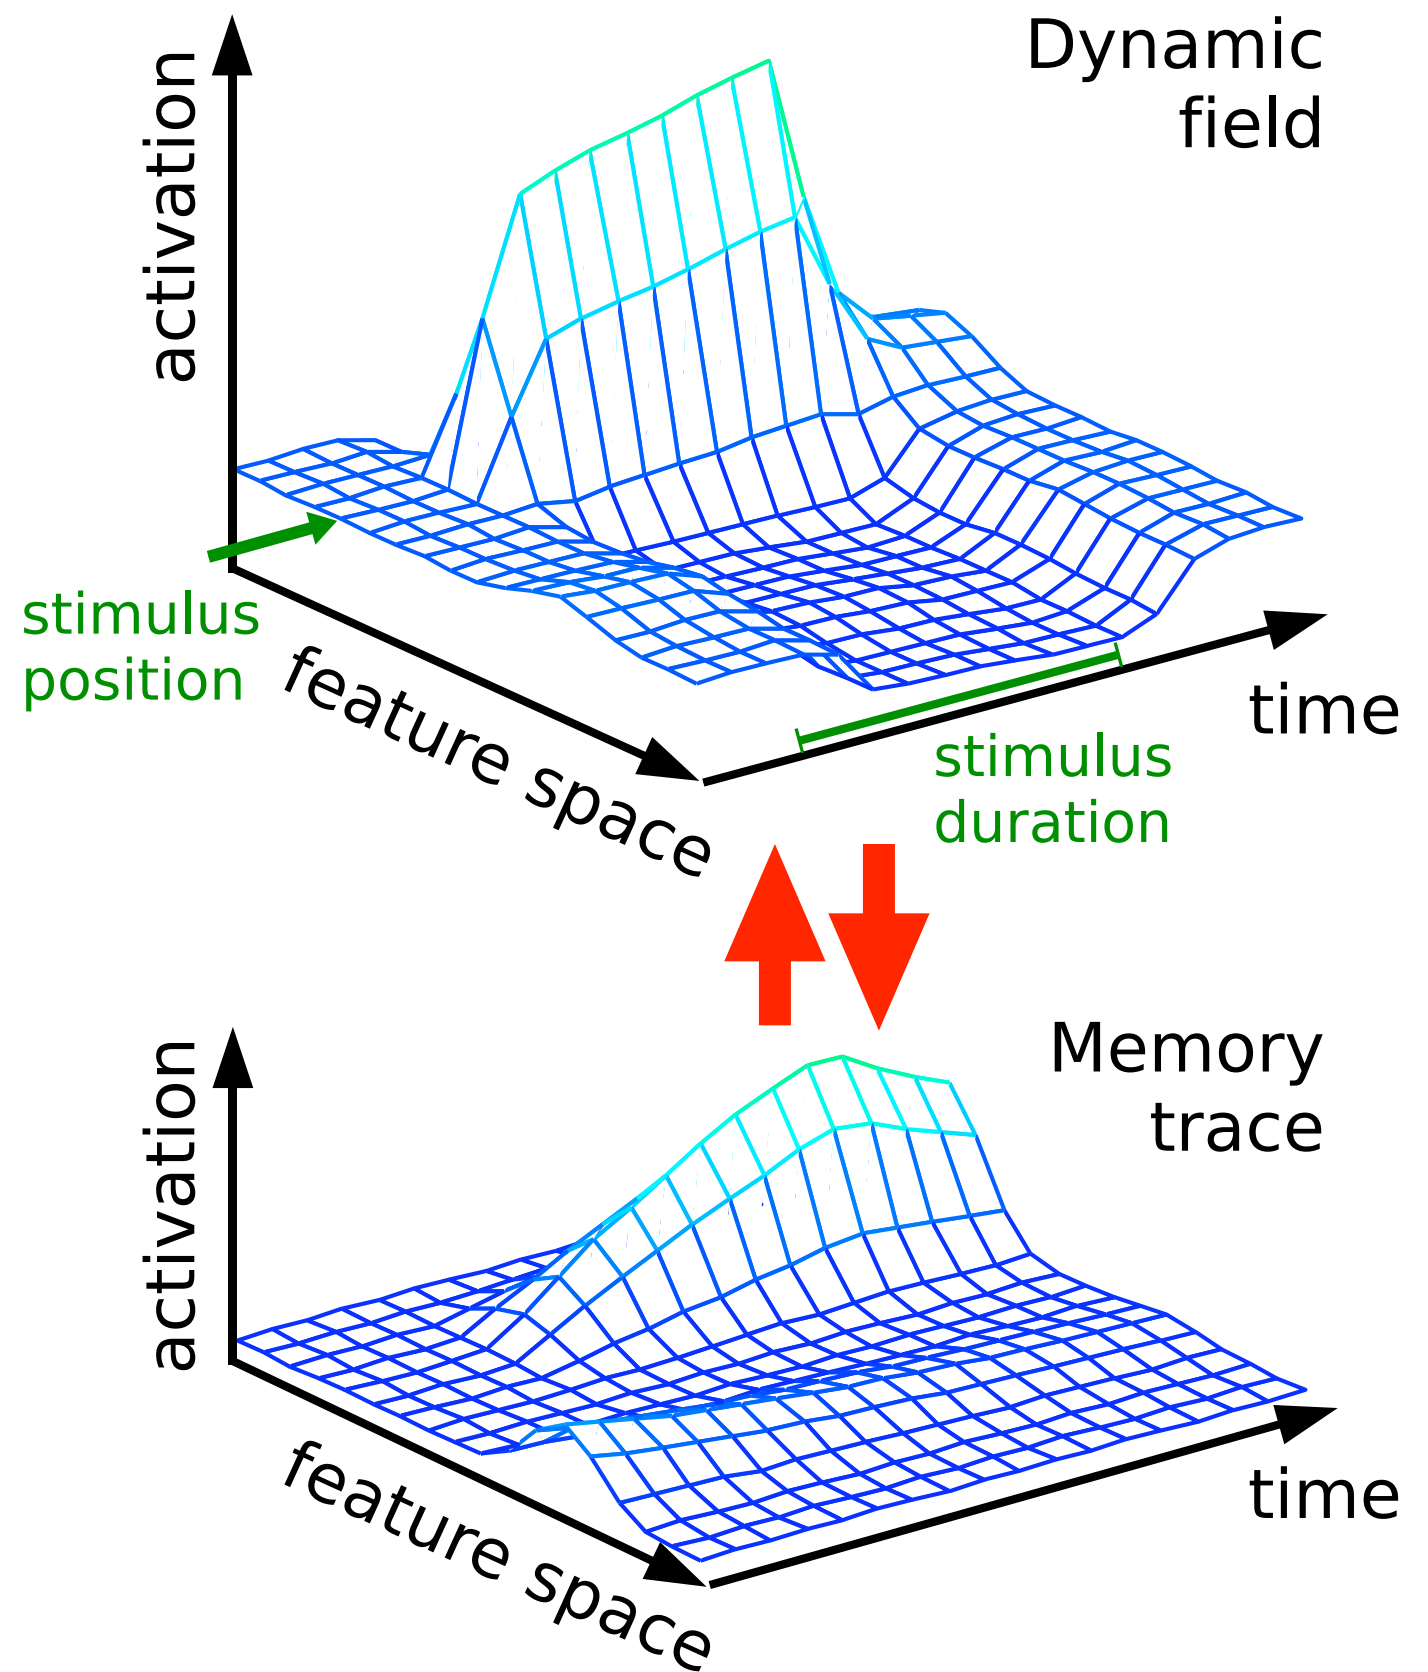 Dynamic
field
activation
stimulus
position
feature space
time
stimulus
duration
Memory
trace
activation
feature space
time